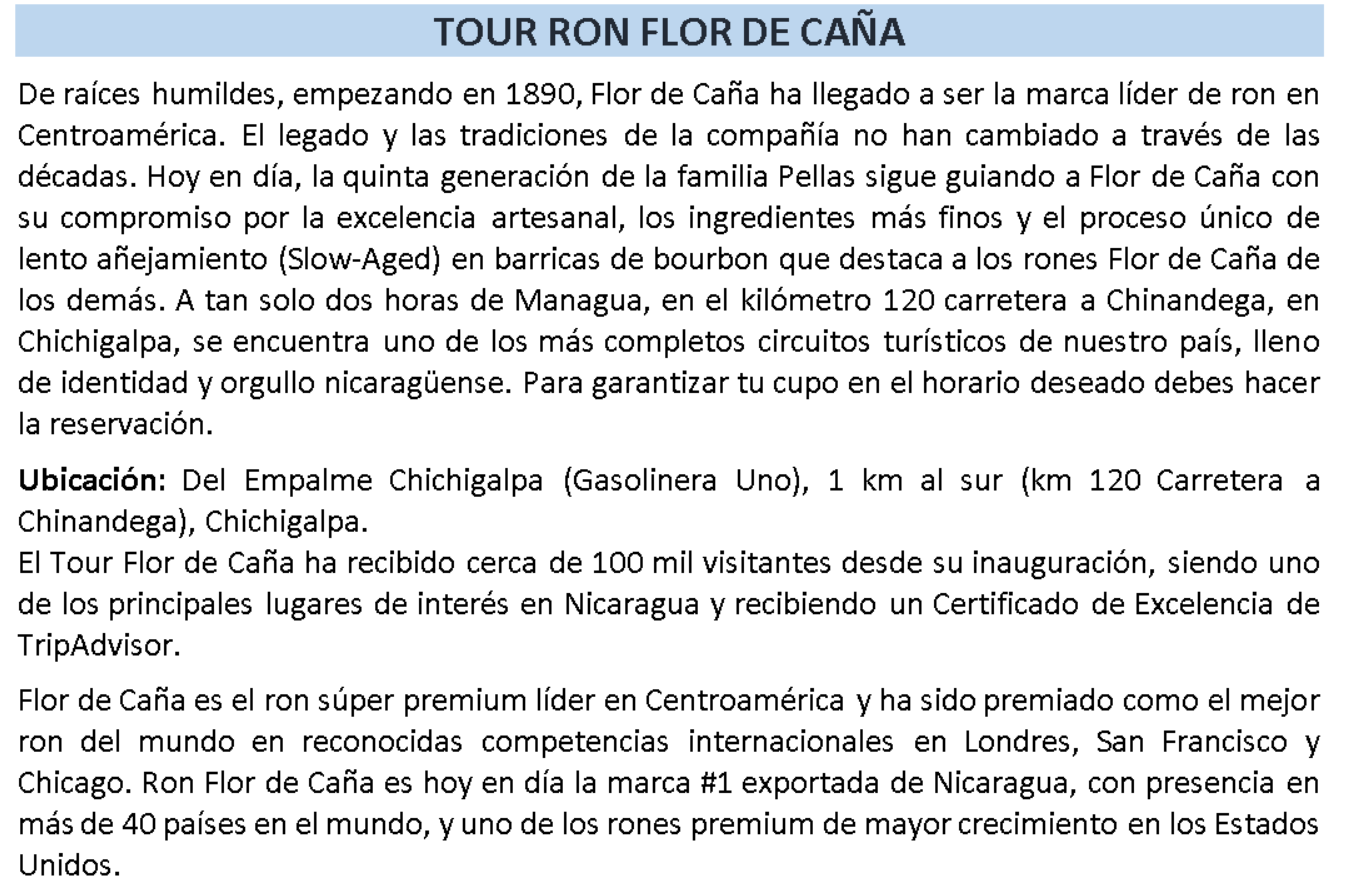 TOUR RON FLOR DE CAÑA
De raíces humildes, empezando en 1890, Flor de Caña ha llegado a ser la marca líder de ron en
Centroamérica. El legado y las tradiciones de la compañía no han cambiado a través de las
décadas. Hoy en día, la quinta generación de la familia Pellas sigue guiando a Flor de Caña con
su compromiso por la excelencia artesanal, los ingredientes más finos y el proceso único de
lento añejamiento (Slow-Aged) en barricas de bourbon que destaca a los rones Flor de Caña de
los demás. A tan solo dos horas de Managua, en el kilómetro 120 carretera a Chinandega, en
Chichigalpa, se encuentra uno de los más completos circuitos turísticos de nuestro país, lleno
de identidad y orgullo nicaragüense. Para garantizar tu cupo en el horario deseado debes hacer
la reservación.
Ubicación: Del Empalme Chichigalpa (Gasolinera Uno), 1 km al sur (km 120 Carretera a
Chinandega), Chichigalpa.
El Tour Flor de Caña ha recibido cerca de 100 mil visitantes desde su inauguración, siendo uno
de los principales lugares de interés en Nicaragua y recibiendo un Certificado de Excelencia de
TripAdvisor.
Flor de Caña es el ron súper premium líder en Centroamérica y ha sido premiado como el mejor
ron del mundo en reconocidas competencias internacionales en Londres, San Francisco y
Chicago. Ron Flor de Caña es hoy en día la marca #1 exportada de Nicaragua, con presencia en
más de 40 países en el mundo, y uno de los rones premium de mayor crecimiento en los Estados
Unidos.